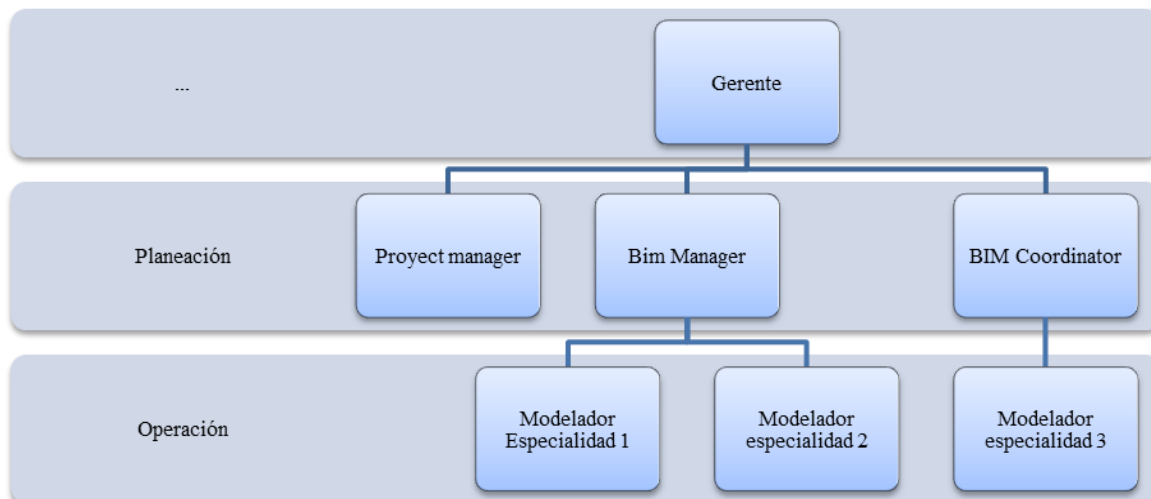 ...
Gerente
Planeación
Proyect manager
Bim Manager
BIM Coordinator
Operación
Modelador
Especialidad 1
Modelador
especialidad 2
Modelador
especialidad 3